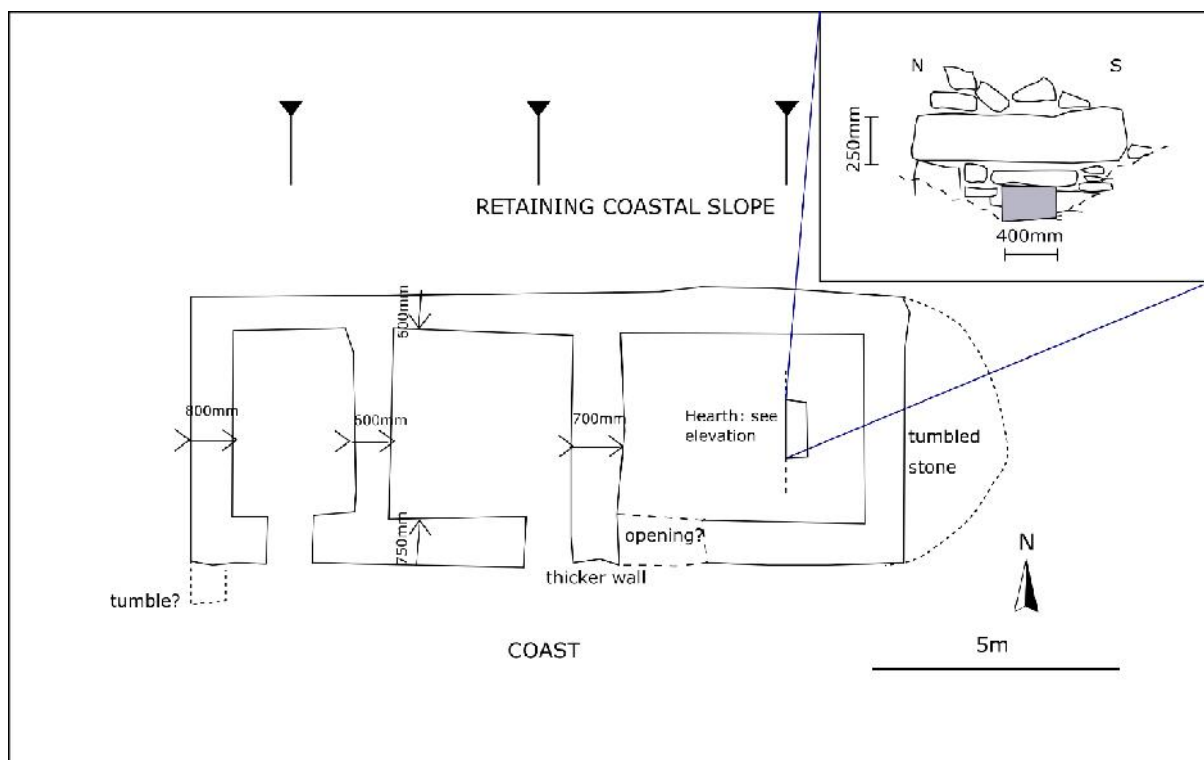 N
S
250mm
400mm
RETAINING COASTAL SLOPE
600mm
800mm
600mm
700mm
Hearth: see
elevation
tumbled
stone
750mm
opening?
thicker wall
tumble?
N
COAST
5m